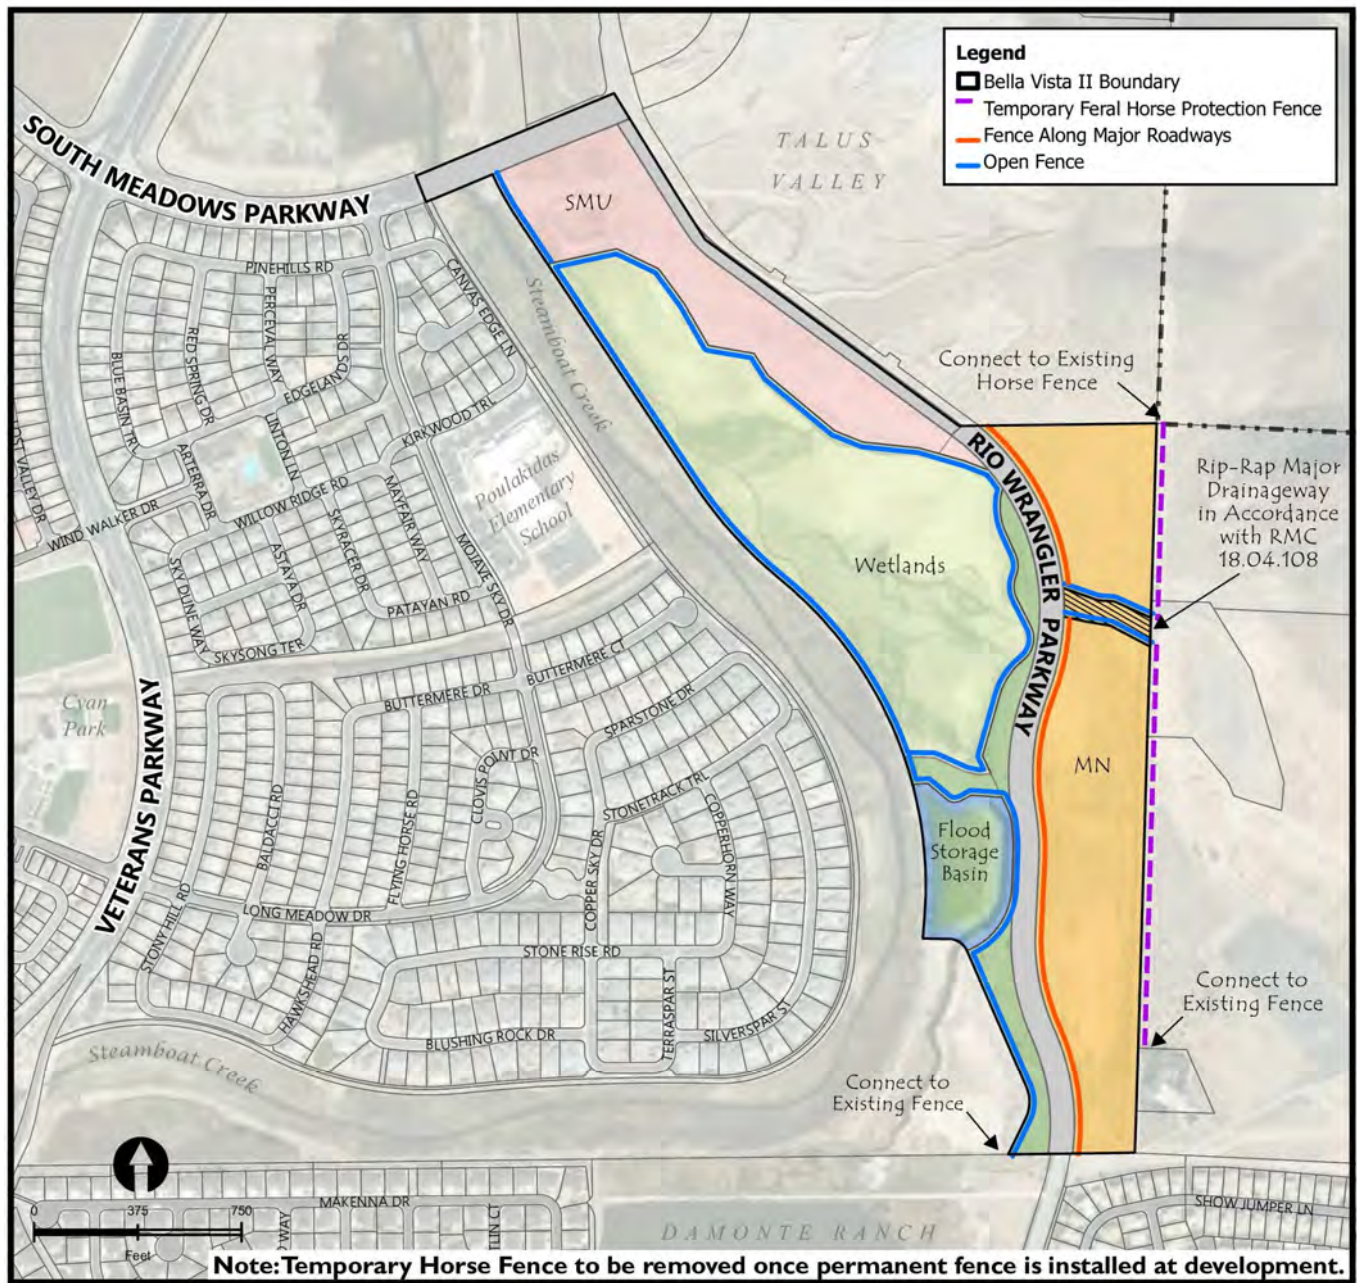 Legend
Bella Vista II Boundary
Temporary Feral Horse Protection Fence
Fence Along Major Roadways
Open Fence
TALUS
VALLEY
SOUTH MEADOWS PARKWAY
SMU
PINEHILLS RD
CANVAS EDGE LN
PERCEVAL WAY
RED SPRING DR
EDGELANDS DR
BLUE BASIN TRL
Steamboat Creek
Connect to Existing
Horse Fence
KIRKWOOD TRL
LINTON LN
ARTERRA DR
LOST VALLEY DR
RIO WRANGLER PARKWAY
Rip-Rap Major
Drainageway
in Accordance
with RMC
18.04.108
Poulakidas
Elementary
School
WILLOW RIDGE RD
MAYFAIR WAY
WIND WALKER DR
SKYRACER DR
ASTAYA DR
MOJAVE SKY DR
SKY DUNE WAY
PATAYAN RD
Wetlands
SKYSONG TER
BUTTERMERE CT
BUTTERMERE DR
SPARSTONE DR
Cyan
Park
VETERANS PARKWAY
CLOVIS POINT DR
MN
STONETRACK TRL
BALDACCI RD
FLYING HORSE RD
COPPERHORN WAY
Flood
Storage
Basin
COPPER SKY DR
STONY HILL RD
LONG MEADOW DR
HAWKSHEAD RD
STONE RISE RD
TERRASPAR ST
SILVERSPAR ST
BLUSHING ROCK DR
Connect to
Existing Fence
Steamboat Creek
Connect to
Existing Fence
MAKENNA DR
SHOW JUMPER LN
0 375 750
Feet
WAY
TLIN CT
DAMONTE RANCH
Note: Temporary Horse Fence to be removed once permanent fence is installed at development.